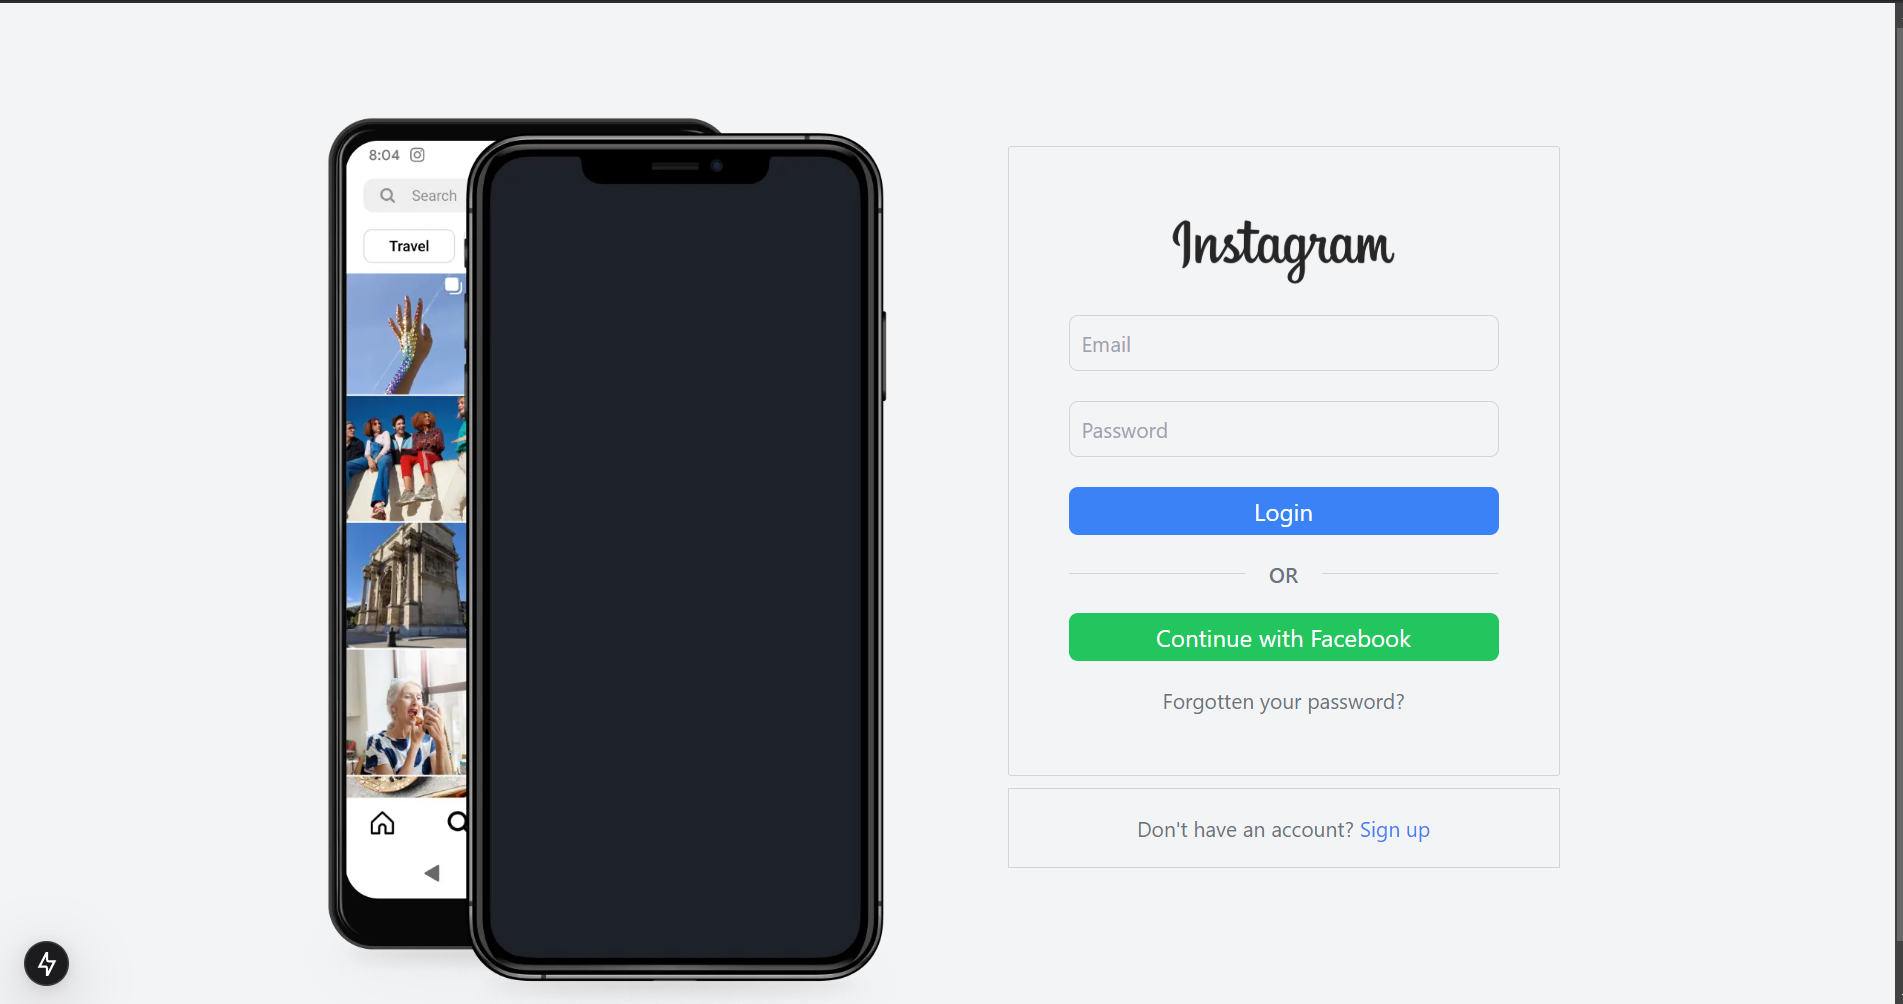 8:04
Search
Travel
Instagram
Email
Password
Login
OR
Continue with Facebook
Forgotten your password?
Don't have an account? Sign up